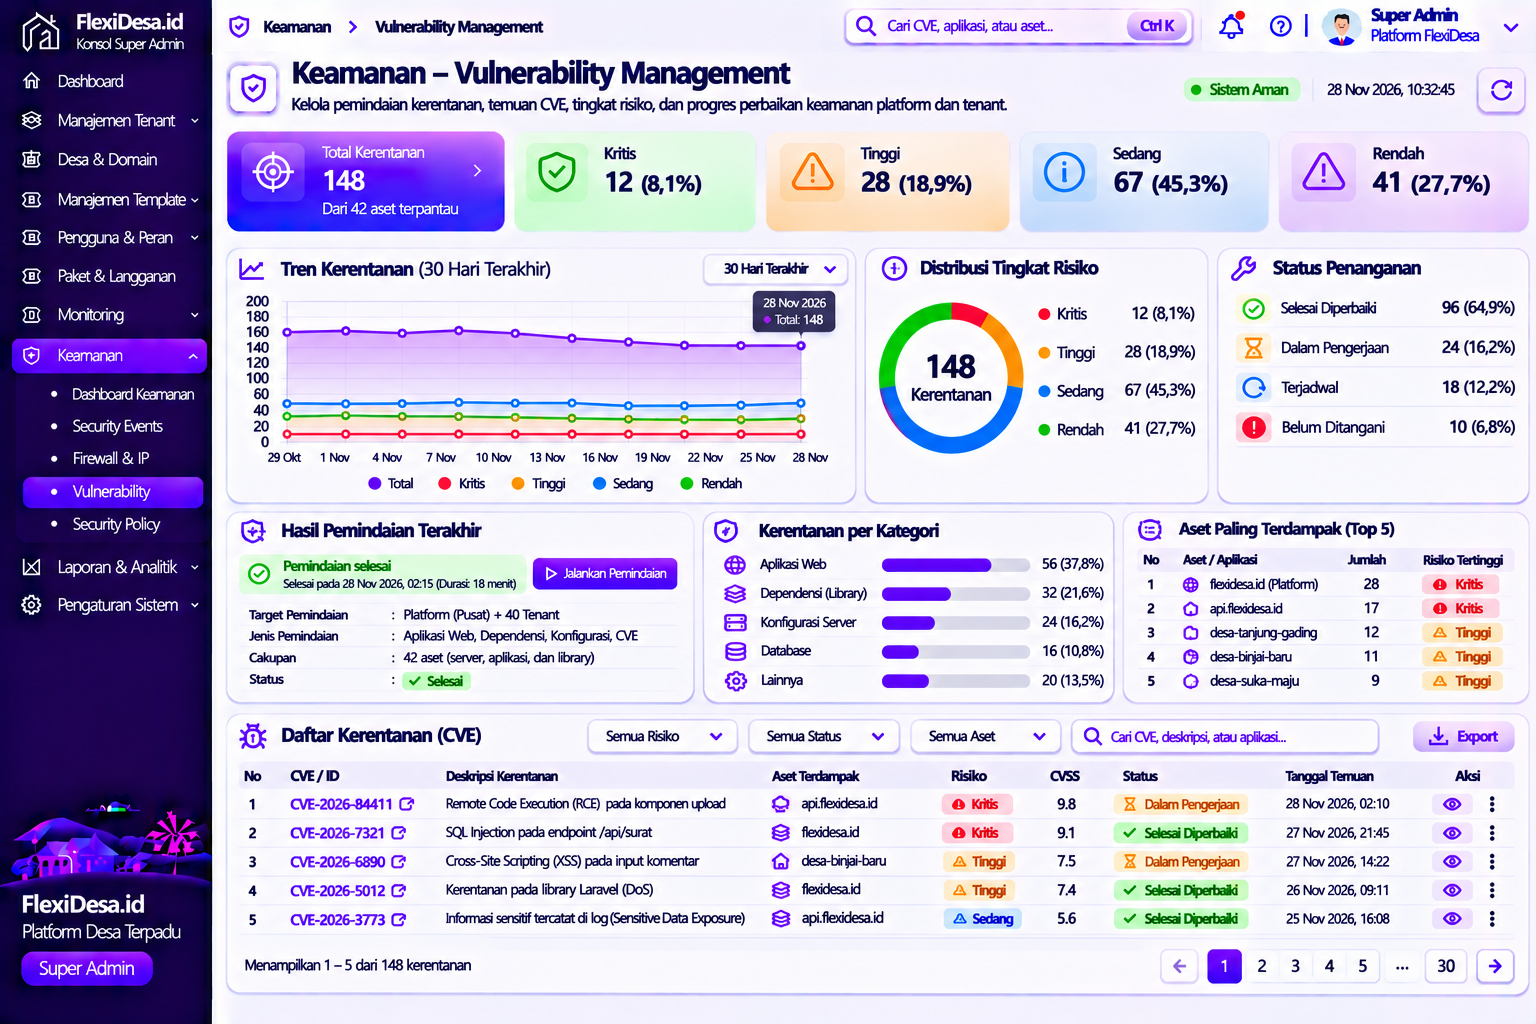 FlexiDesa.id
Konsol Super Admin
Dashboard
Manajemen Tenant
Desa & Domain
Manajemen Template
Pengguna & Peran
Paket & Langganan
Monitoring
Keamanan
Dashboard Keamanan
Security Events
Firewall & IP
Vulnerability
Security Policy
Laporan & Analitik
Pengaturan Sistem
FlexiDesa.id
Platform Desa Terpadu
Super Admin
Keamanan > Vulnerability Management
Cari CVE, aplikasi, atau aset... Ctrl K
Super Admin
Platform FlexiDesa
Keamanan – Vulnerability Management
Kelola pemindaian kerentanan, temuan CVE, tingkat risiko, dan progres perbaikan keamanan platform dan tenant.
Sistem Aman
28 Nov 2026, 10:32:45
Total Kerentanan
148
Dari 42 aset terpantau
Kritis
12 (8,1%)
Tinggi
28 (18,9%)
Sedang
67 (45,3%)
Rendah
41 (27,7%)
Tren Kerentanan (30 Hari Terakhir)
30 Hari Terakhir
28 Nov 2026
Total: 148
200
180
160
140
120
100
60
40
20
0
29 Okt 1 Nov 4 Nov 7 Nov 10 Nov 13 Nov 16 Nov 19 Nov 22 Nov 25 Nov 28 Nov
Total Kritis Tinggi Sedang Rendah
Distribusi Tingkat Risiko
148
Kerentanan
Kritis 12 (8,1%)
Tinggi 28 (18,9%)
Sedang 67 (45,3%)
Rendah 41 (27,7%)
Status Penanganan
Selesai Diperbaiki 96 (64,9%)
Dalam Pengerjaan 24 (16,2%)
Terjadwal 18 (12,2%)
Belum Ditangani 10 (6,8%)
Hasil Pemindaian Terakhir
Pemindaian selesai
Selesai pada 28 Nov 2026, 02:15 (Durasi: 18 menit)
Jalankan Pemindaian
Target Pemindaian : Platform (Pusat) + 40 Tenant
Jenis Pemindaian : Aplikasi Web, Dependensi, Konfigurasi, CVE
Cakupan : 42 aset (server, aplikasi, dan library)
Status : Selesai
Kerentanan per Kategori
Aplikasi Web 56 (37,8%)
Dependensi (Library) 32 (21,6%)
Konfigurasi Server 24 (16,2%)
Database 16 (10,8%)
Lainnya 20 (13,5%)
Aset Paling Terdampak (Top 5)
No Aset / Aplikasi Jumlah Risiko Tertinggi
1 flexidesa.id (Platform) 28 Kritis
2 api.flexidesa.id 17 Kritis
3 desa-tanjung-gading 12 Tinggi
4 desa-binjai-baru 11 Tinggi
5 desa-suka-maju 9 Tinggi
Daftar Kerentanan (CVE)
Semua Risiko
Semua Status
Semua Aset
Cari CVE, deskripsi, atau aplikasi...
Export
No CVE / ID Deskripsi Kerentanan Aset Terdampak Risiko CVSS Status Tanggal Temuan Aksi
1 CVE-2026-84411 Remote Code Execution (RCE) pada komponen upload api.flexidesa.id Kritis 9.8 Dalam Pengerjaan 28 Nov 2026, 02:10
2 CVE-2026-7321 SQL Injection pada endpoint /api/surat flexidesa.id Kritis 9.1 Selesai Diperbaiki 27 Nov 2026, 21:45
3 CVE-2026-6890 Cross-Site Scripting (XSS) pada input komentar desa-binjai-baru Tinggi 7.5 Dalam Pengerjaan 27 Nov 2026, 14:22
4 CVE-2026-5012 Kerentanan pada library Laravel (DoS) flexidesa.id Tinggi 7.4 Selesai Diperbaiki 26 Nov 2026, 09:11
5 CVE-2026-3773 Informasi sensitif tercatat di log (Sensitive Data Exposure) api.flexidesa.id Sedang 5.6 Selesai Diperbaiki 25 Nov 2026, 16:08
Menampilkan 1 – 5 dari 148 kerentanan
1 2 3 4 5 ... 30